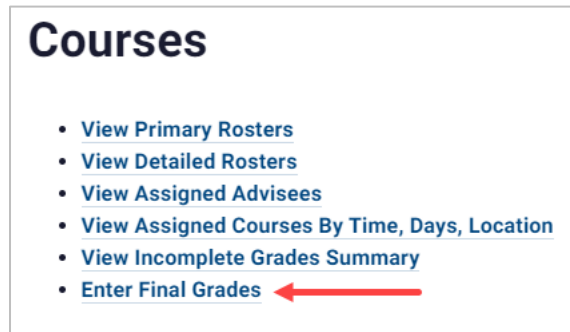 Courses
View Primary Rosters
View Detailed Rosters
View Assigned Advisees
View Assigned Courses By Time, Days, Location
View Incomplete Grades Summary
Enter Final Grades